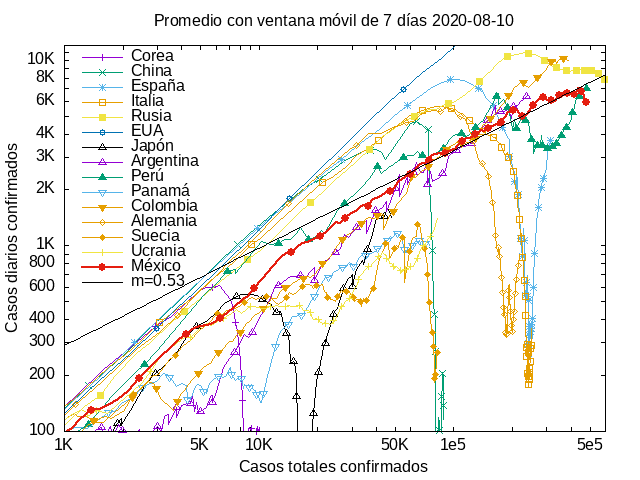 Promedio con ventana móvil de 7 días 2020-08-10
Casos diarios confirmados
10K
8K
6K
4K
3K
2K
1K
800
600
400
300
200
100
Corea
China
España
Italia
Rusia
EUA
Japón
Argentina
Perú
Panamá
Colombia
Alemania
Suecia
Ucrania
México
m=0.53
1K 5K 10K 50K 1e5 5e5
Casos totales confirmados